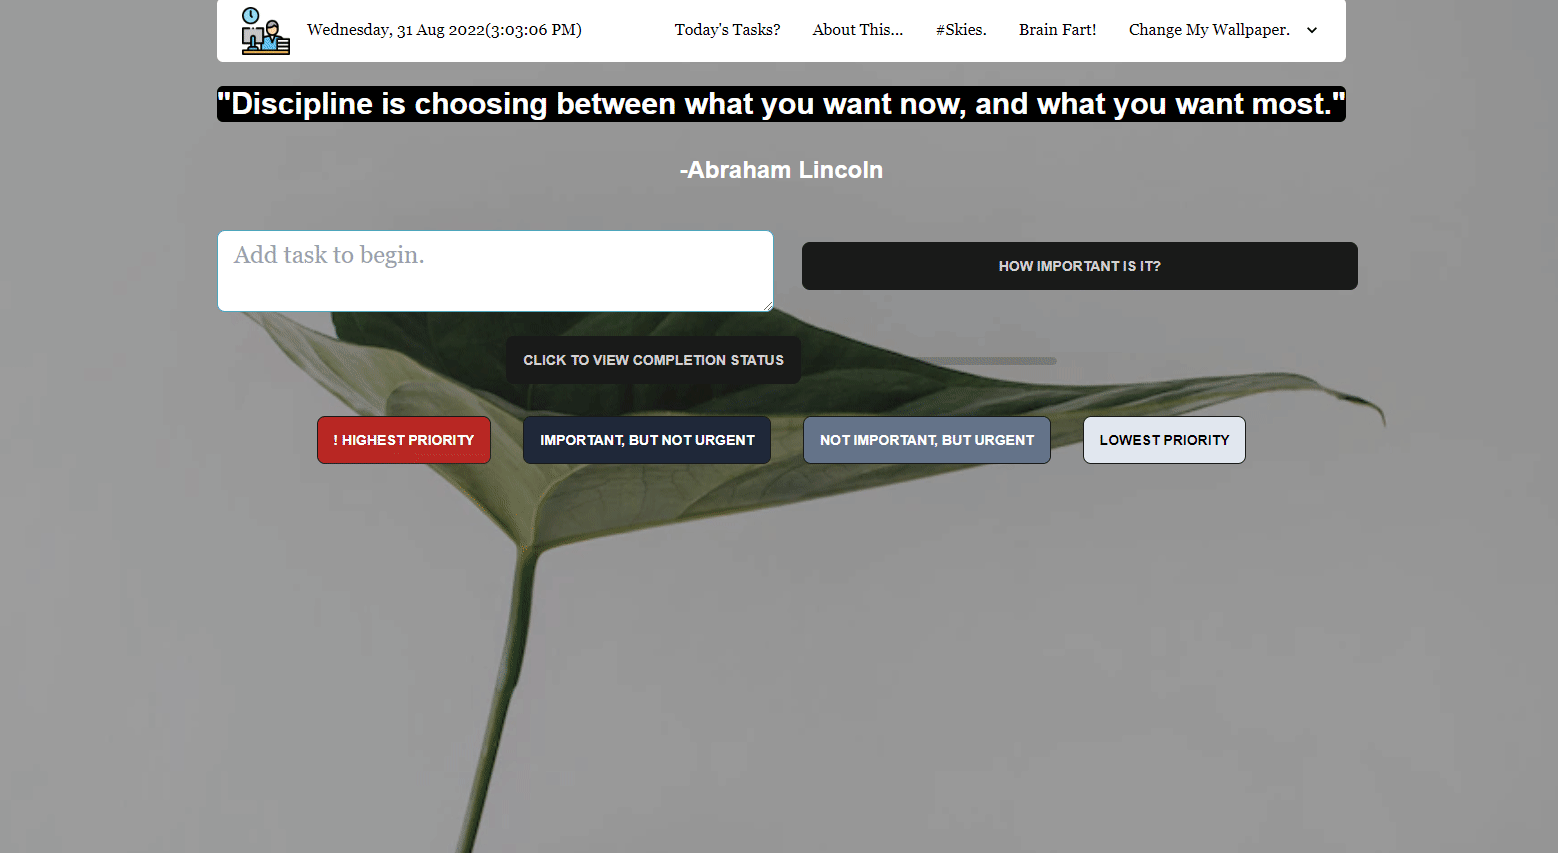 Wednesday, 31 Aug 2022(3:03:06 PM) Today's Tasks? About This... #Skies. Brain Fart! Change My Wallpaper.
"Discipline is choosing between what you want now, and what you want most."
-Abraham Lincoln
Add task to begin.
HOW IMPORTANT IS IT?
CLICK TO VIEW COMPLETION STATUS
! HIGHEST PRIORITY IMPORTANT, BUT NOT URGENT NOT IMPORTANT, BUT URGENT LOWEST PRIORITY